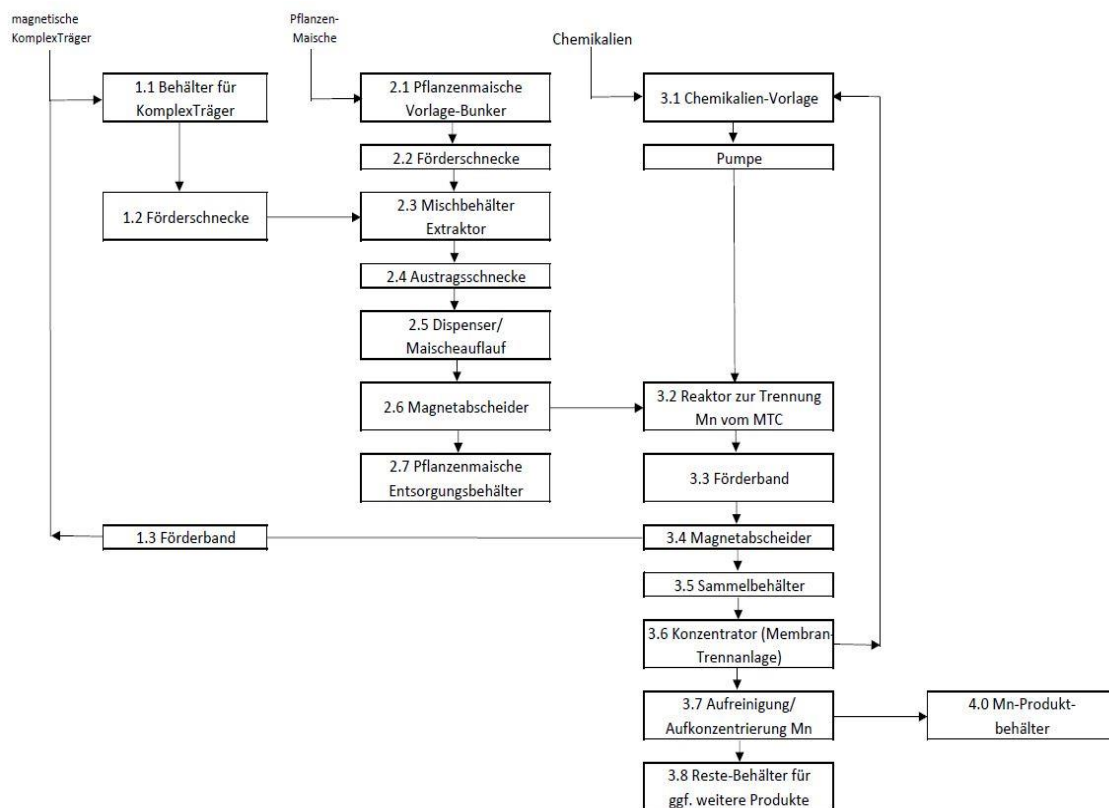 magnetische
KomplexTräger
Pflanzen-
Maische
Chemikalien
1.1 Behälter für
KomplexTräger
2.1 Pflanzenmaische
Vorlage-Bunker
3.1 Chemikalien-Vorlage
2.2 Förderschnecke
Pumpe
1.2 Förderschnecke
2.3 Mischbehälter
Extraktor
2.4 Austragsschnecke
2.5 Dispenser/
Maischeauflauf
2.6 Magnetabscheider
3.2 Reaktor zur Trennung
Mn vom MTC
2.7 Pflanzenmaische
Entsorgungsbehälter
3.3 Förderband
1.3 Förderband
3.4 Magnetabscheider
3.5 Sammelbehälter
3.6 Konzentrator (Membran-
Trennanlage)
3.7 Aufreinigung/
Aufkonzentrierung Mn
4.0 Mn-Produkt-
behälter
3.8 Reste-Behälter für
ggf. weitere Produkte